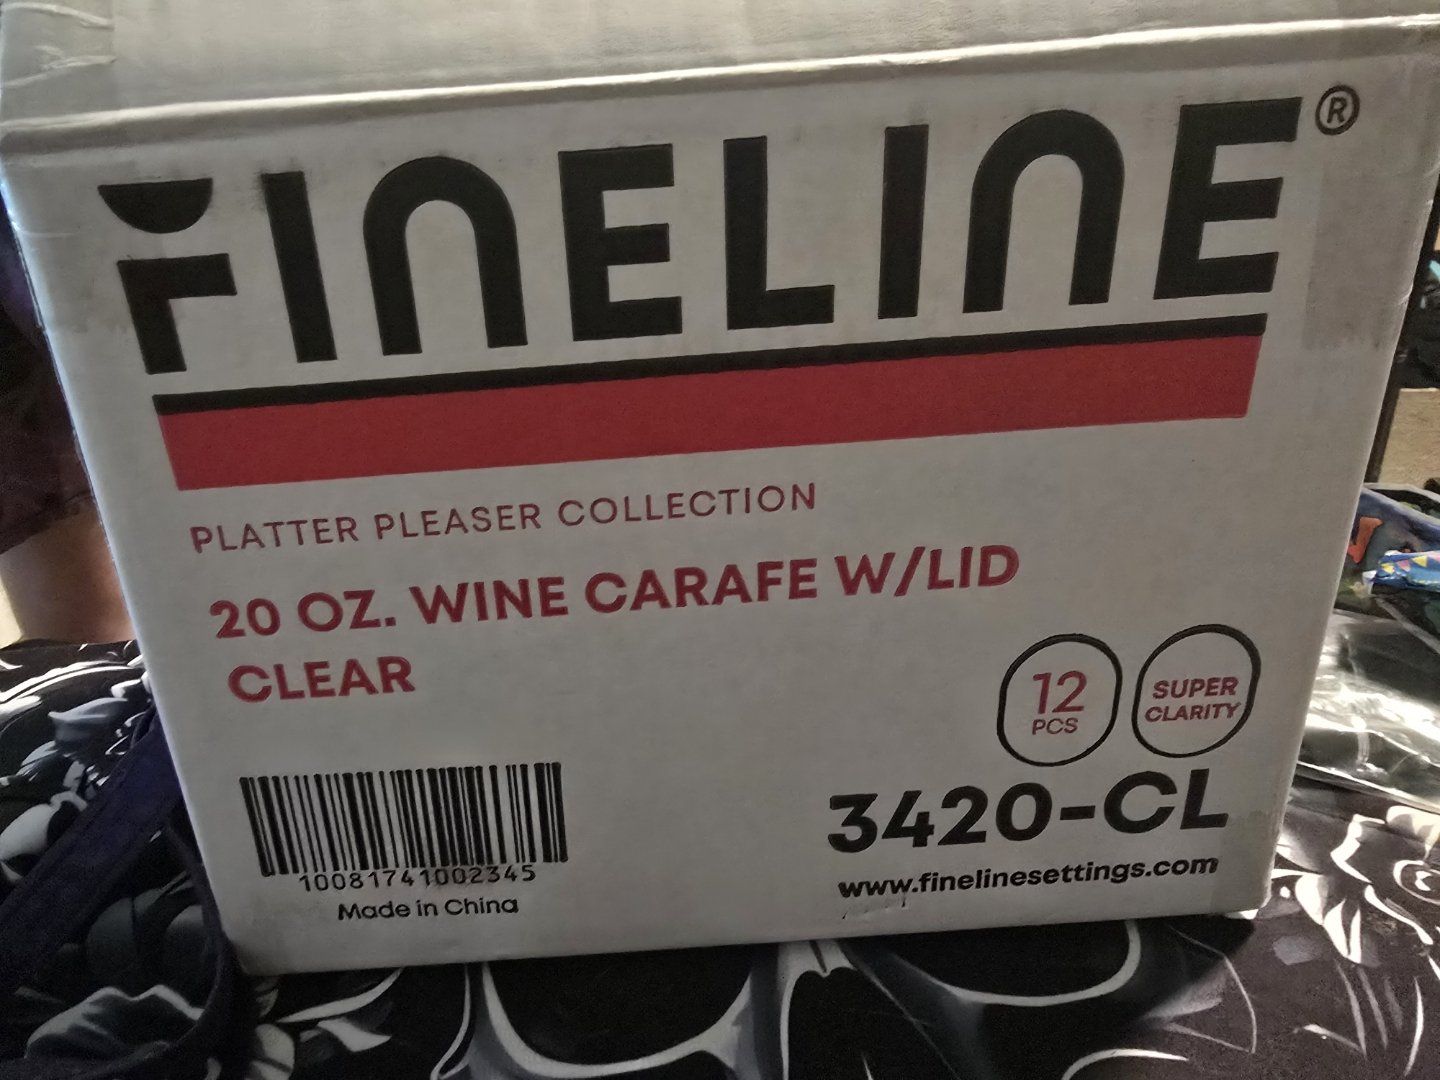 FINELINE®
PLATTER PLEASER COLLECTION
20 OZ. WINE CARAFE W/LID
CLEAR
12
PCS
SUPER
CLARITY
3420-CL
www.finelinesettings.com
10081741002345
Made in China